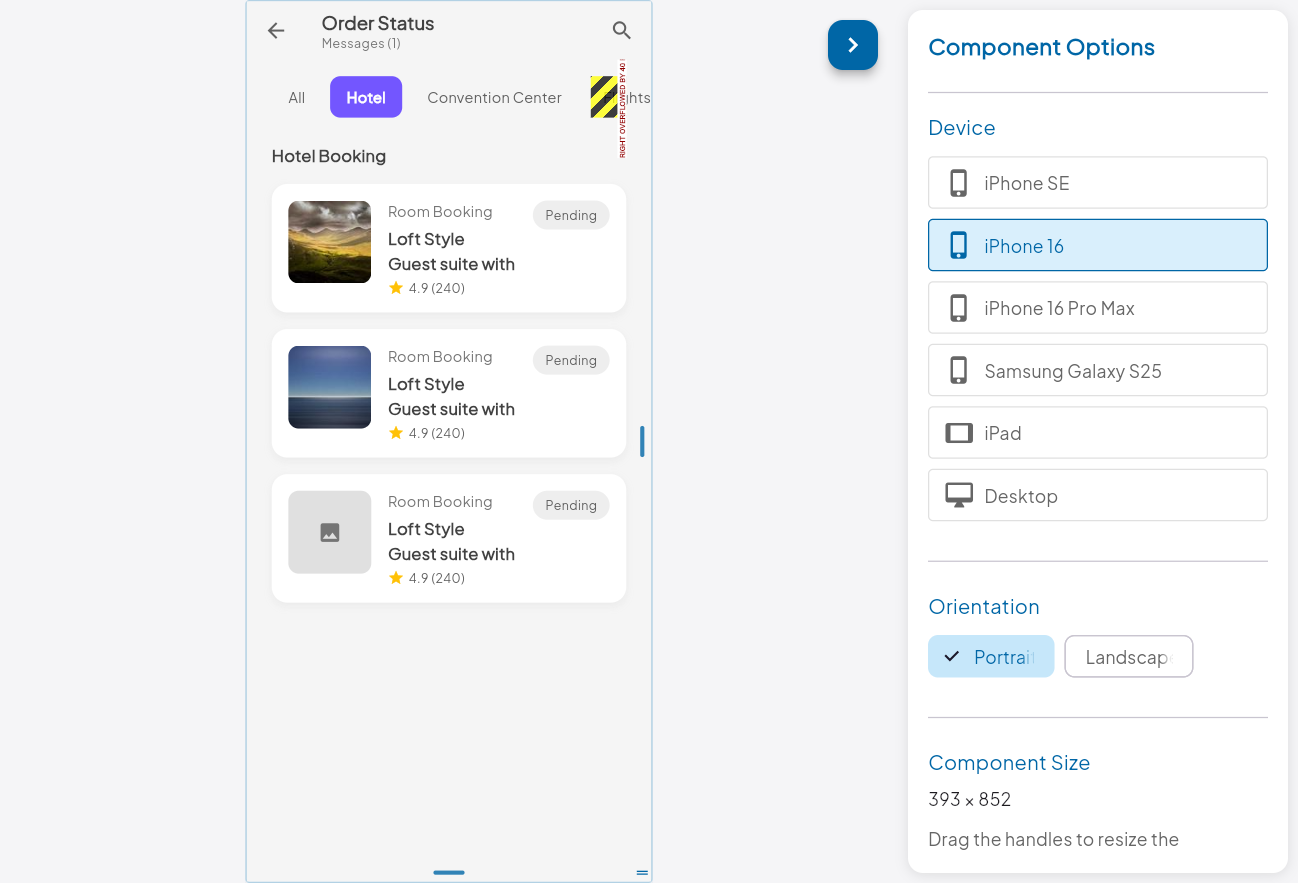 Order Status
Messages (1)
All
Hotel
Convention Center
RIGHT OVERFLOWED BY 40
Hotel Booking
Room Booking
Pending
Loft Style
Guest suite with
4.9 (240)
Room Booking
Pending
Loft Style
Guest suite with
4.9 (240)
Room Booking
Pending
Loft Style
Guest suite with
4.9 (240)
Component Options
Device
iPhone SE
iPhone 16
iPhone 16 Pro Max
Samsung Galaxy S25
iPad
Desktop
Orientation
Portrait
Landscape
Component Size
393 × 852
Drag the handles to resize the